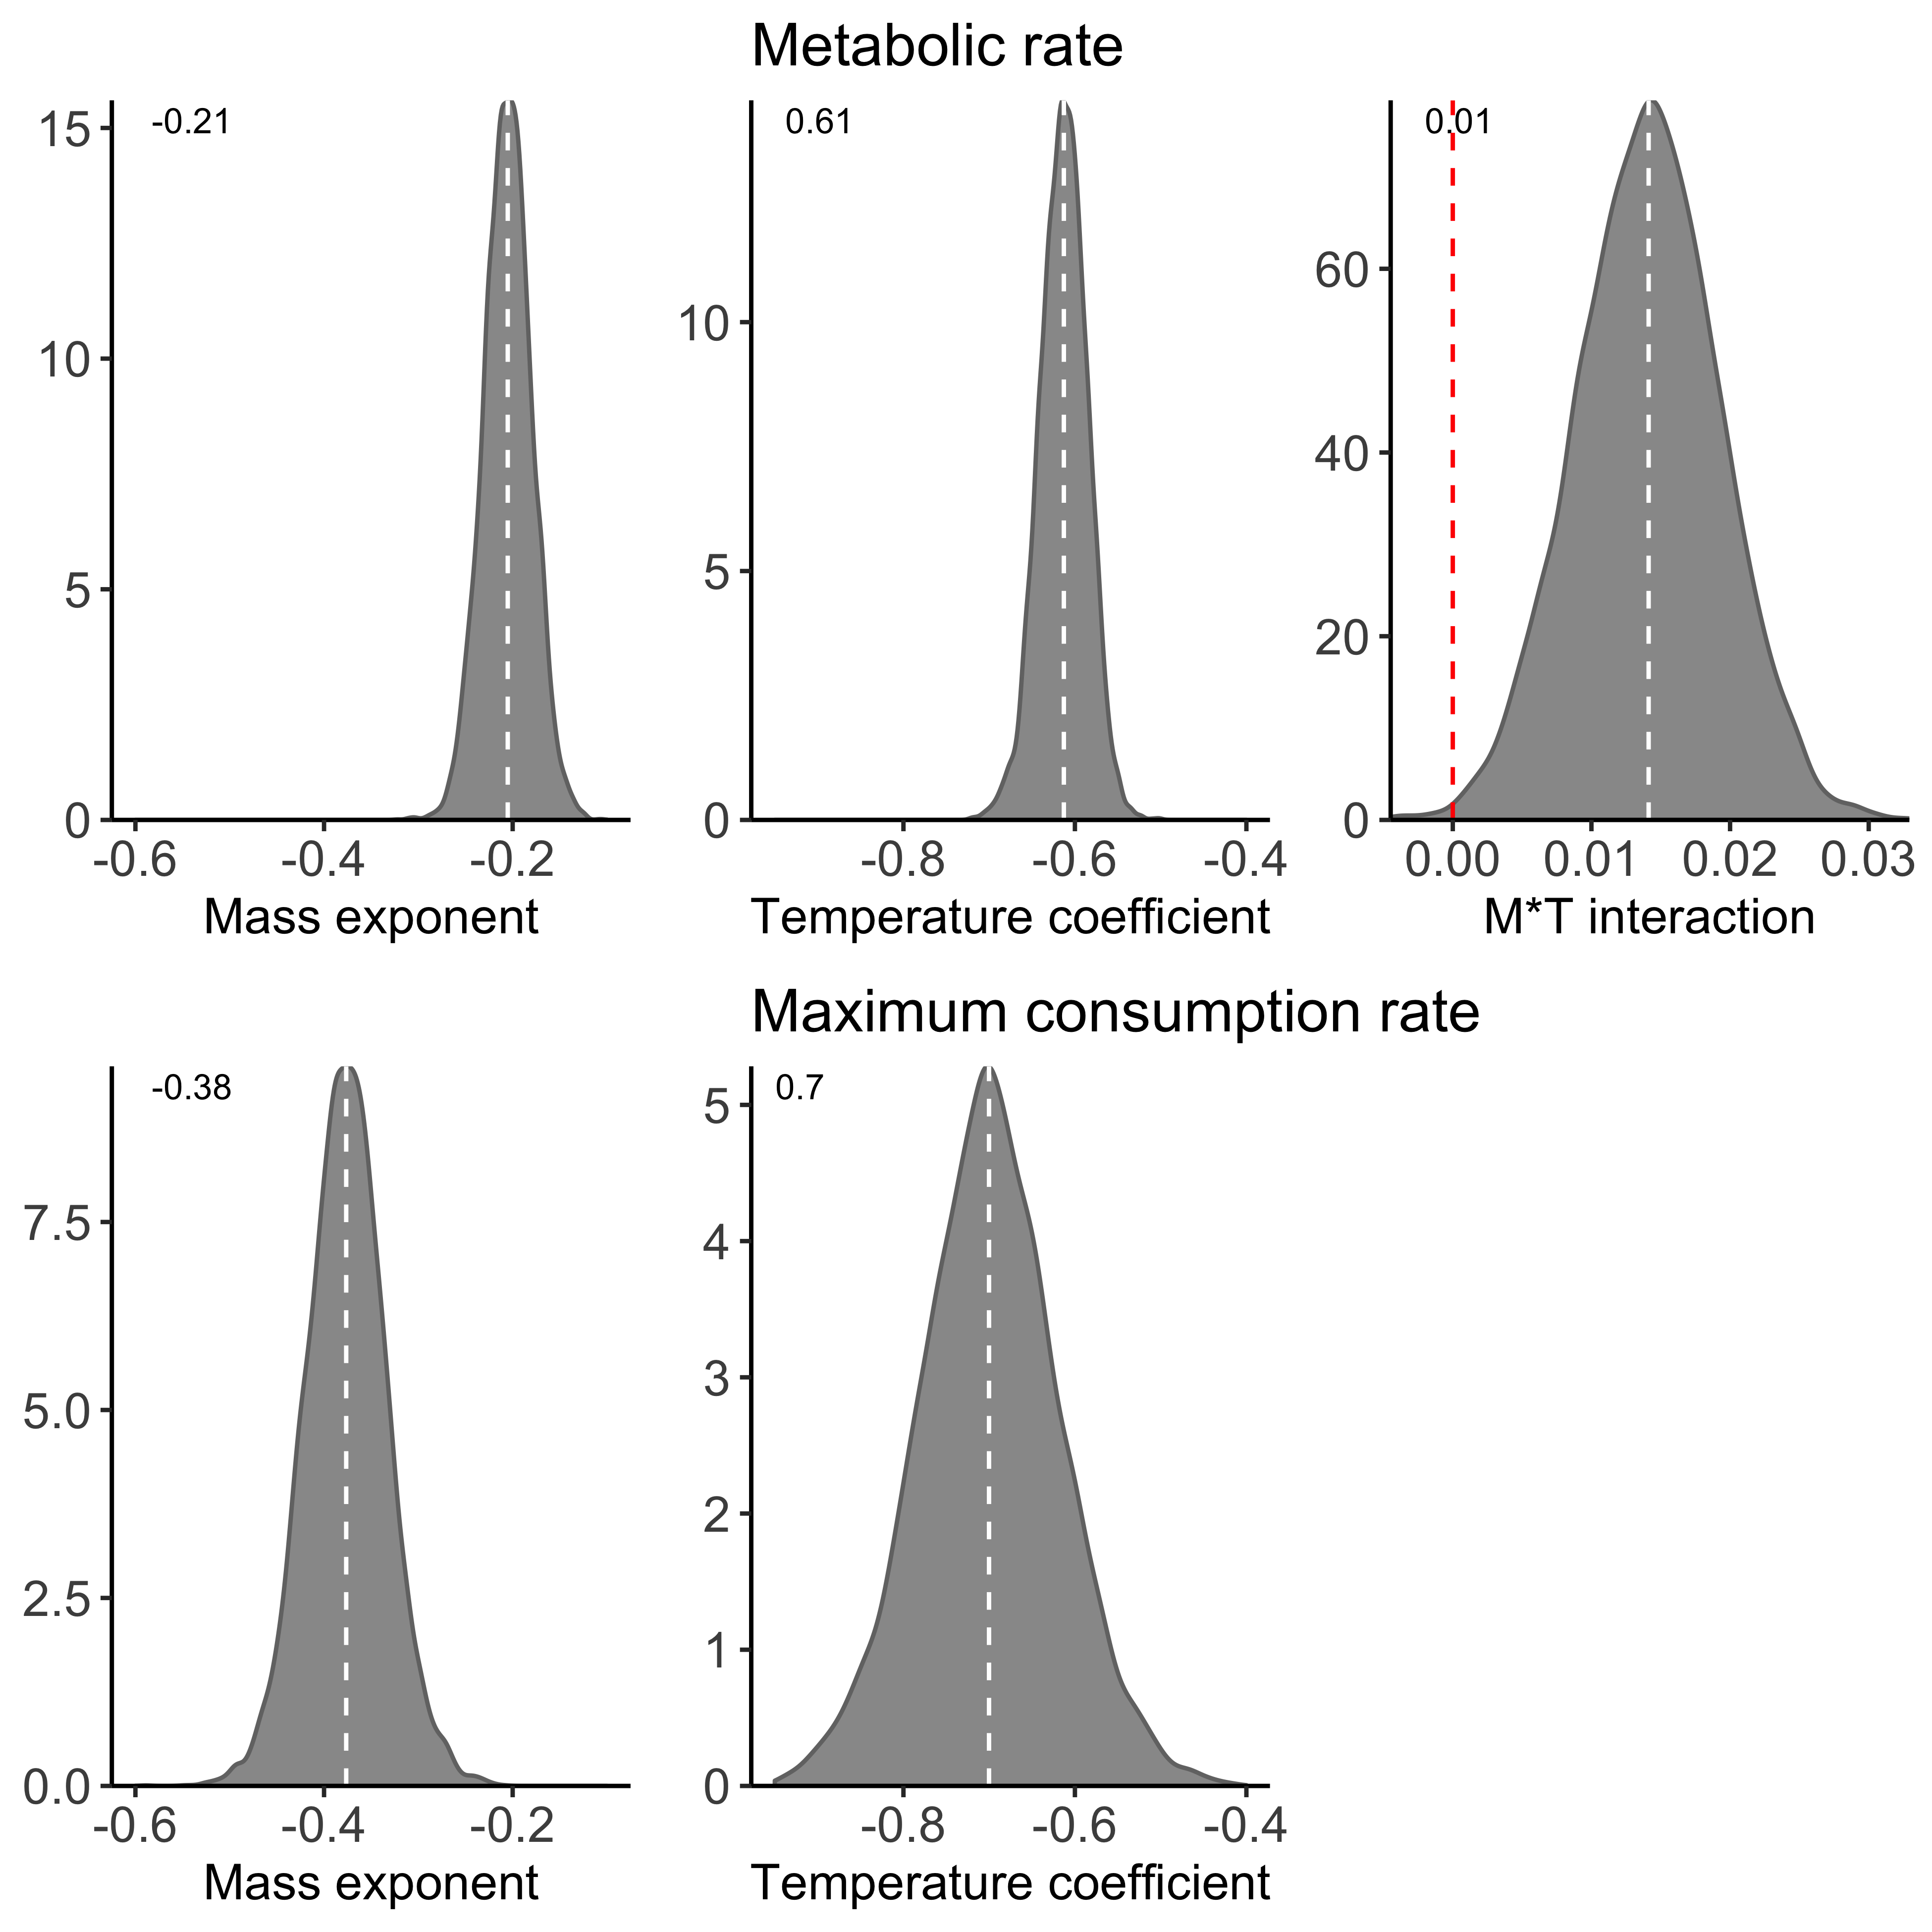 Metabolic rate
-0.21
15
10
5
0
-0.6 -0.4 -0.2
Mass exponent
0.61
10
5
0
-0.8 -0.6 -0.4
Temperature coefficient
0.01
60
40
20
0
0.00 0.01 0.02 0.03
M*T interaction
Maximum consumption rate
-0.38
7.5
5.0
2.5
0.0
-0.6 -0.4 -0.2
Mass exponent
0.7
5
4
3
2
1
0
-0.8 -0.6 -0.4
Temperature coefficient